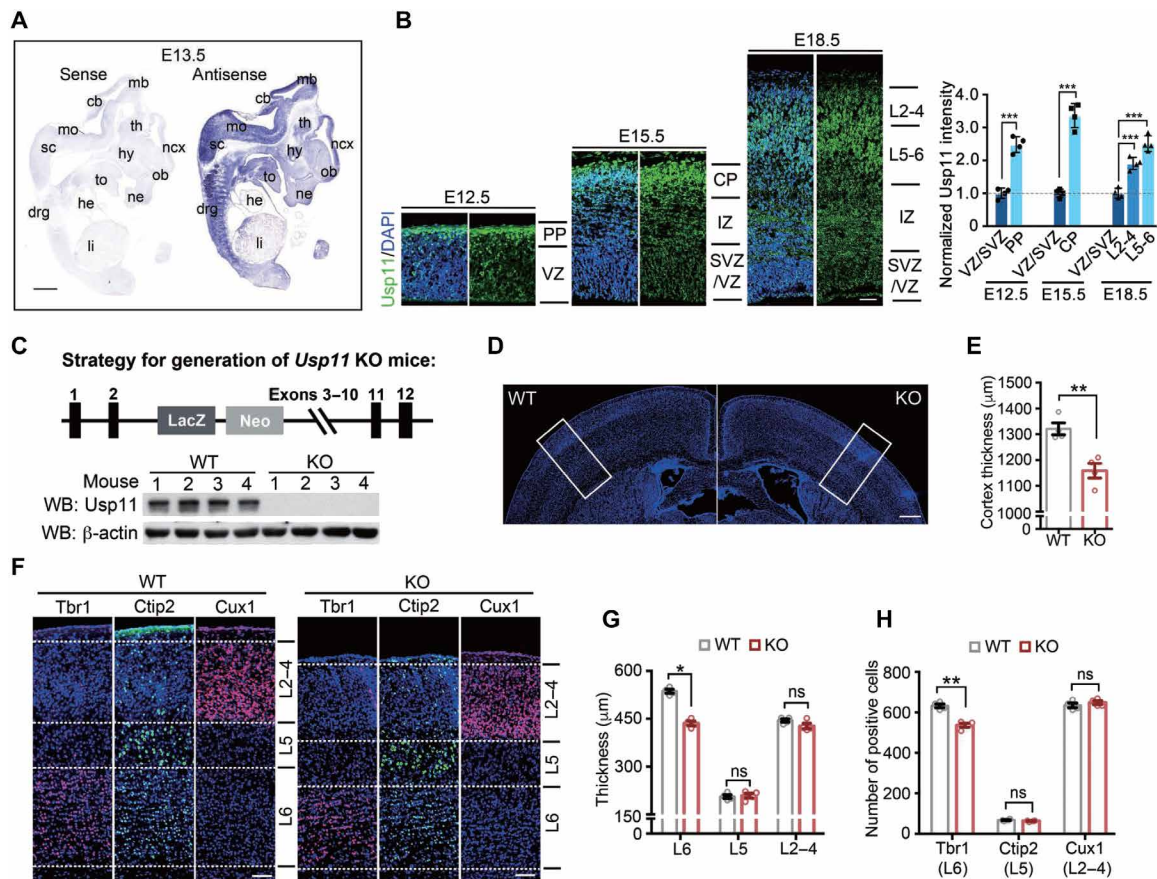 A
E13.5
Sense
Antisense
mb
cb
mo
th
sc
hy
ncx
to
ob
he
ne
drg
li
mb
cb
mo
th
sc
hy
ncx
to
ob
he
ne
drg
li
B
Usp11/DAPI
E12.5
PP
VZ
E15.5
CP
IZ
SVZ
/VZ
E18.5
L2-4
L5-6
IZ
SVZ
/VZ
Normalized Usp11 intensity
4.0
3.0
2.0
1.0
0
***
***
***
***
VZ/SVZ
PP
VZ/SVZ
CP
VZ/SVZ
L2-4
L5-6
E12.5
E15.5
E18.5
C
Strategy for generation of Usp11 KO mice:
1 2 Exons 3–10 11 12
LacZ Neo
WT KO
Mouse 1 2 3 4 1 2 3 4
WB: Usp11
WB: β-actin
D
WT KO
E
Cortex thickness (μm)
1500
1400
1300
1200
1100
1000
0
**
WT KO
F
WT KO
Tbr1 Ctip2 Cux1 Tbr1 Ctip2 Cux1
L2–4
L5
L6
L2–4
L5
L6
G
WT KO
Thickness (μm)
600
450
300
150
0
*
ns
ns
L6 L5 L2–4
H
WT KO
Number of positive cells
800
600
400
200
0
**
ns
ns
Tbr1 Ctip2 Cux1
(L6) (L5) (L2–4)